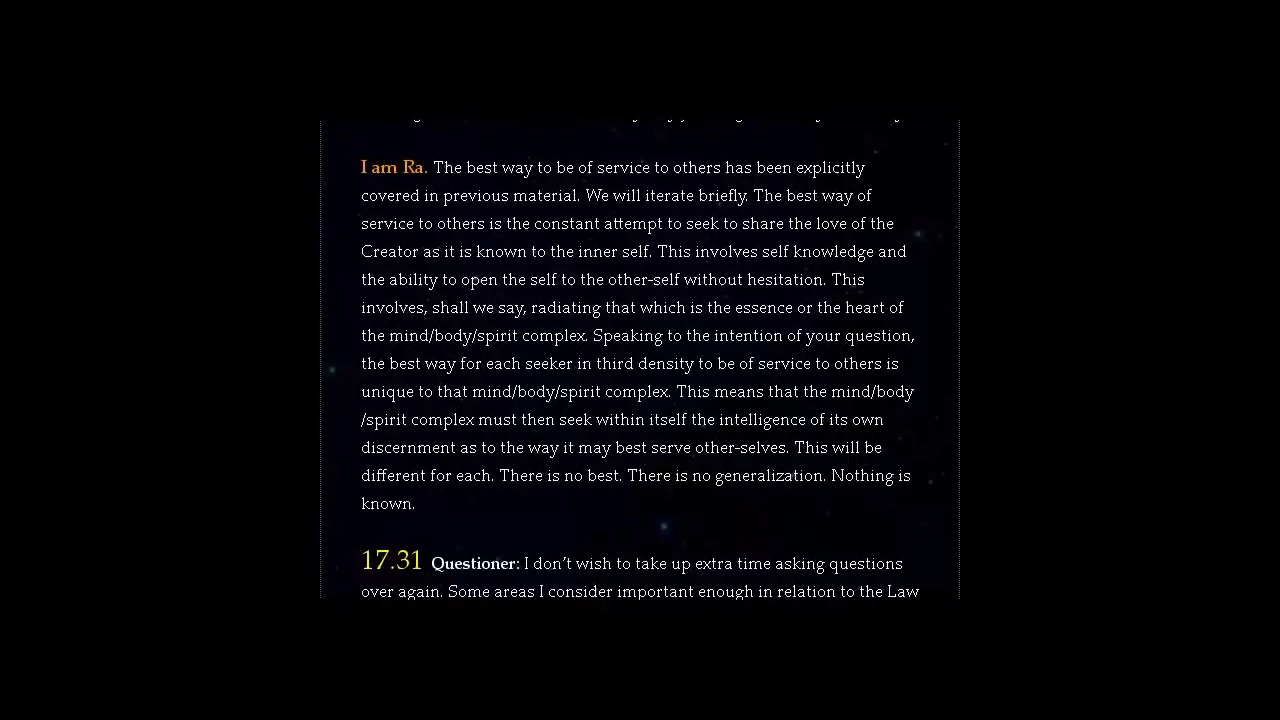 I am Ra. The best way to be of service to others has been explicitly
covered in previous material. We will iterate briefly. The best way of
service to others is the constant attempt to seek to share the love of the
Creator as it is known to the inner self. This involves self knowledge and
the ability to open the self to the other-self without hesitation. This
involves, shall we say, radiating that which is the essence or the heart of
the mind/body/spirit complex. Speaking to the intention of your question,
the best way for each seeker in third density to be of service to others is
unique to that mind/body/spirit complex. This means that the mind/body
/spirit complex must then seek within itself the intelligence of its own
discernment as to the way it may best serve other-selves. This will be
different for each. There is no best. There is no generalization. Nothing is
known.
17.31 Questioner: I don't wish to take up extra time asking questions
over again. Some areas I consider important enough in relation to the Law